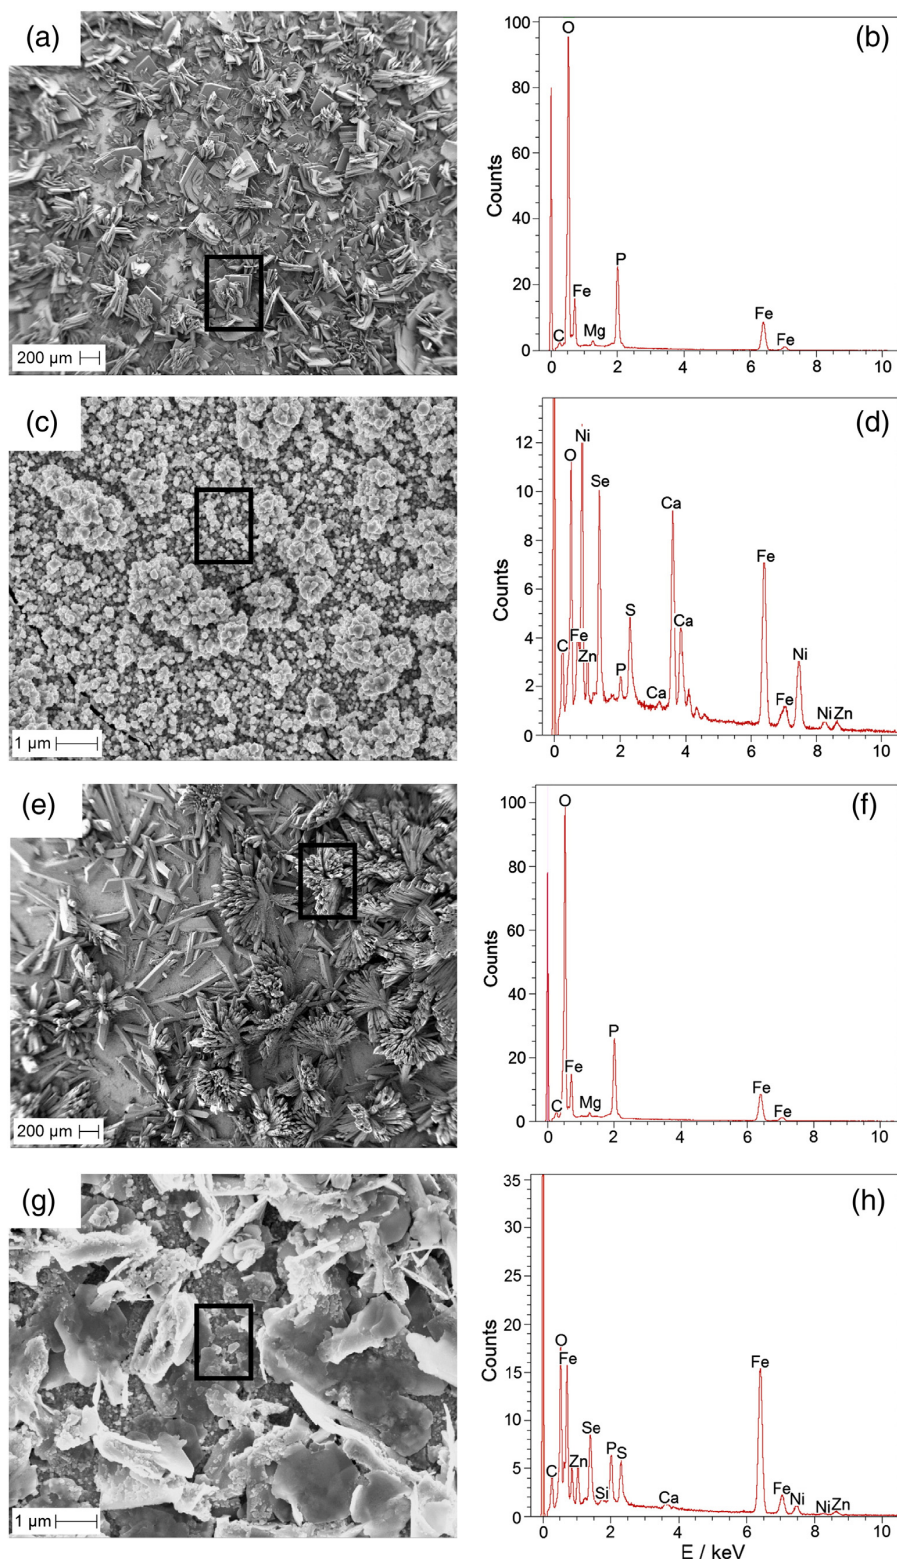 (a)
200 µm
(b)
Counts
100
80
60
40
20
0
O
Fe
C
Mg
P
Fe
Fe
0 2 4 6 8 10
(c)
1 µm
(d)
Counts
12
10
8
6
4
2
0
Ni
O
Se
Fe
C
Zn
P
S
Ca
Ca
Ca
Fe
Fe
Ni
Ni Zn
0 2 4 6 8 10
(e)
200 µm
(f)
Counts
100
80
60
40
20
0
O
Fe
C
Mg
P
Fe
Fe
0 2 4 6 8 10
(g)
1 µm
(h)
Counts
35
30
25
20
15
10
5
0
O
Fe
C
Zn
Se
Si
P S
Ca
Fe
Fe
Ni
Ni Zn
0 2 4 6 8 10
E / keV